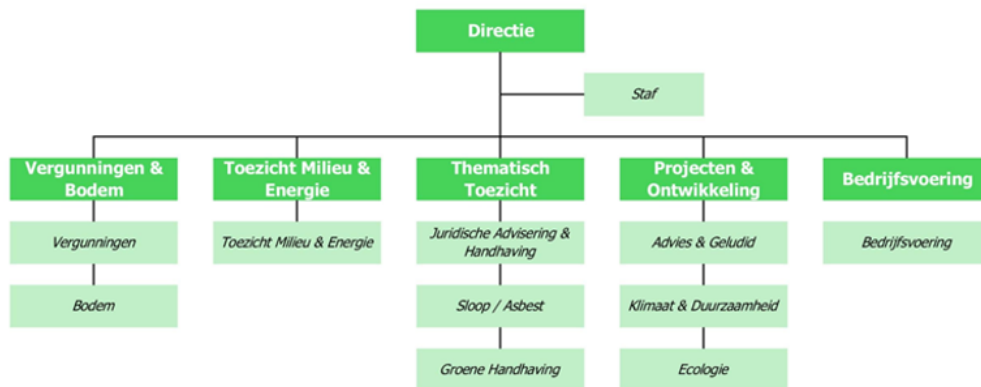 Directie
Staf
Vergunningen &
Bodem
Toezicht Milieu &
Energie
Thematisch
Toezicht
Projecten &
Ontwikkeling
Bedrijfsvoering
Vergunningen
Toezicht Milieu & Energie
Juridische Advisering &
Handhaving
Advies & Geludid
Bedrijfsvoering
Bodem
Sloop / Asbest
Klimaat & Duurzaamheid
Groene Handhaving
Ecologie